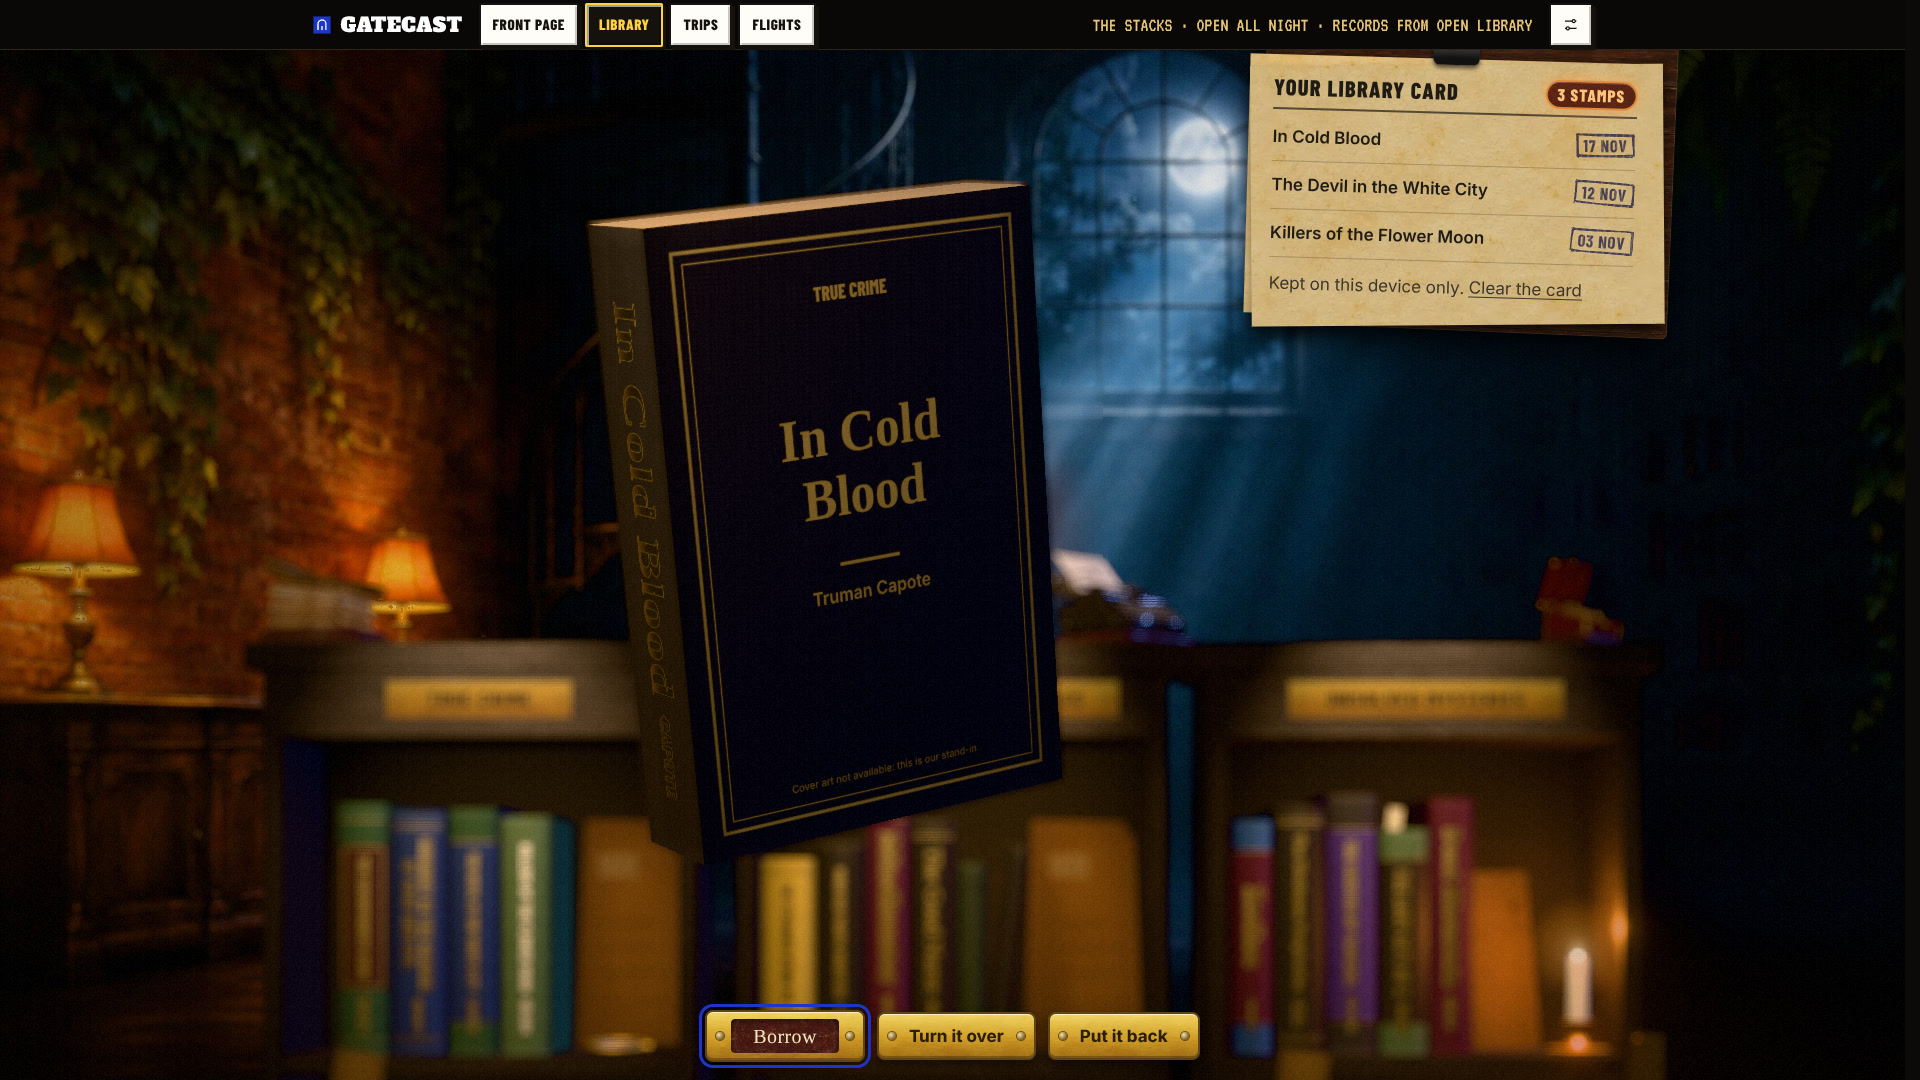 GATECAST
FRONT PAGE
LIBRARY
TRIPS
FLIGHTS
THE STACKS · OPEN ALL NIGHT · RECORDS FROM OPEN LIBRARY
YOUR LIBRARY CARD
3 STAMPS
In Cold Blood
17 NOV
The Devil in the White City
12 NOV
Killers of the Flower Moon
03 NOV
Kept on this device only. Clear the card
In Cold Blood
CAPOTE
TRUE CRIME
In Cold
Blood
Truman Capote
Cover art not available: this is our stand-in
TRUE CRIME
Borrow
Turn it over
Put it back